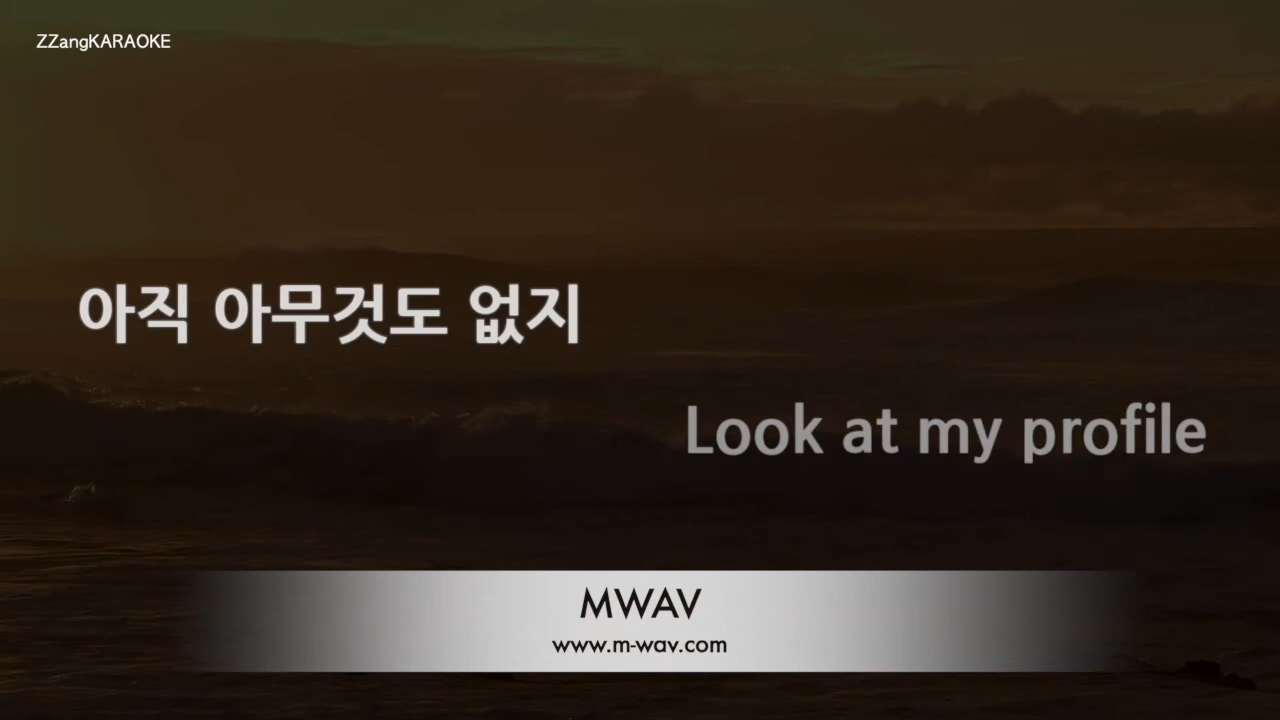 ZZangKARAOKE
아직 아무것도 없지
Look at my profile
MWAV
www.m-wav.com